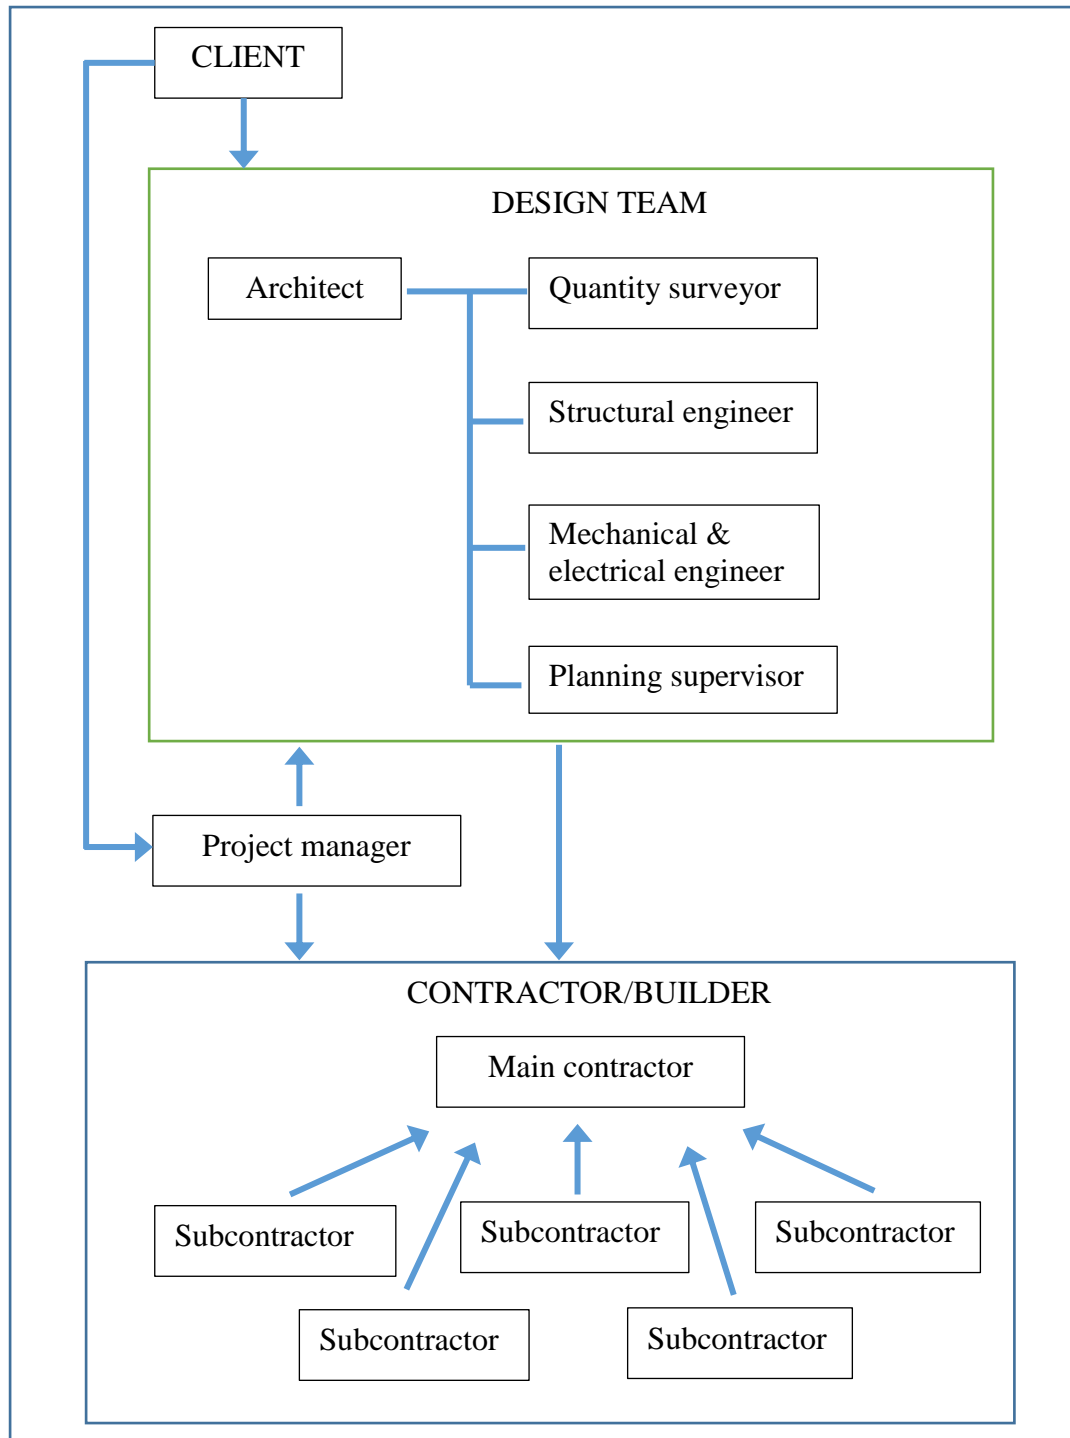 CLIENT
DESIGN TEAM
Architect
Quantity surveyor
Structural engineer
Mechanical &
electrical engineer
Planning supervisor
Project manager
CONTRACTOR/BUILDER
Main contractor
Subcontractor
Subcontractor
Subcontractor
Subcontractor
Subcontractor